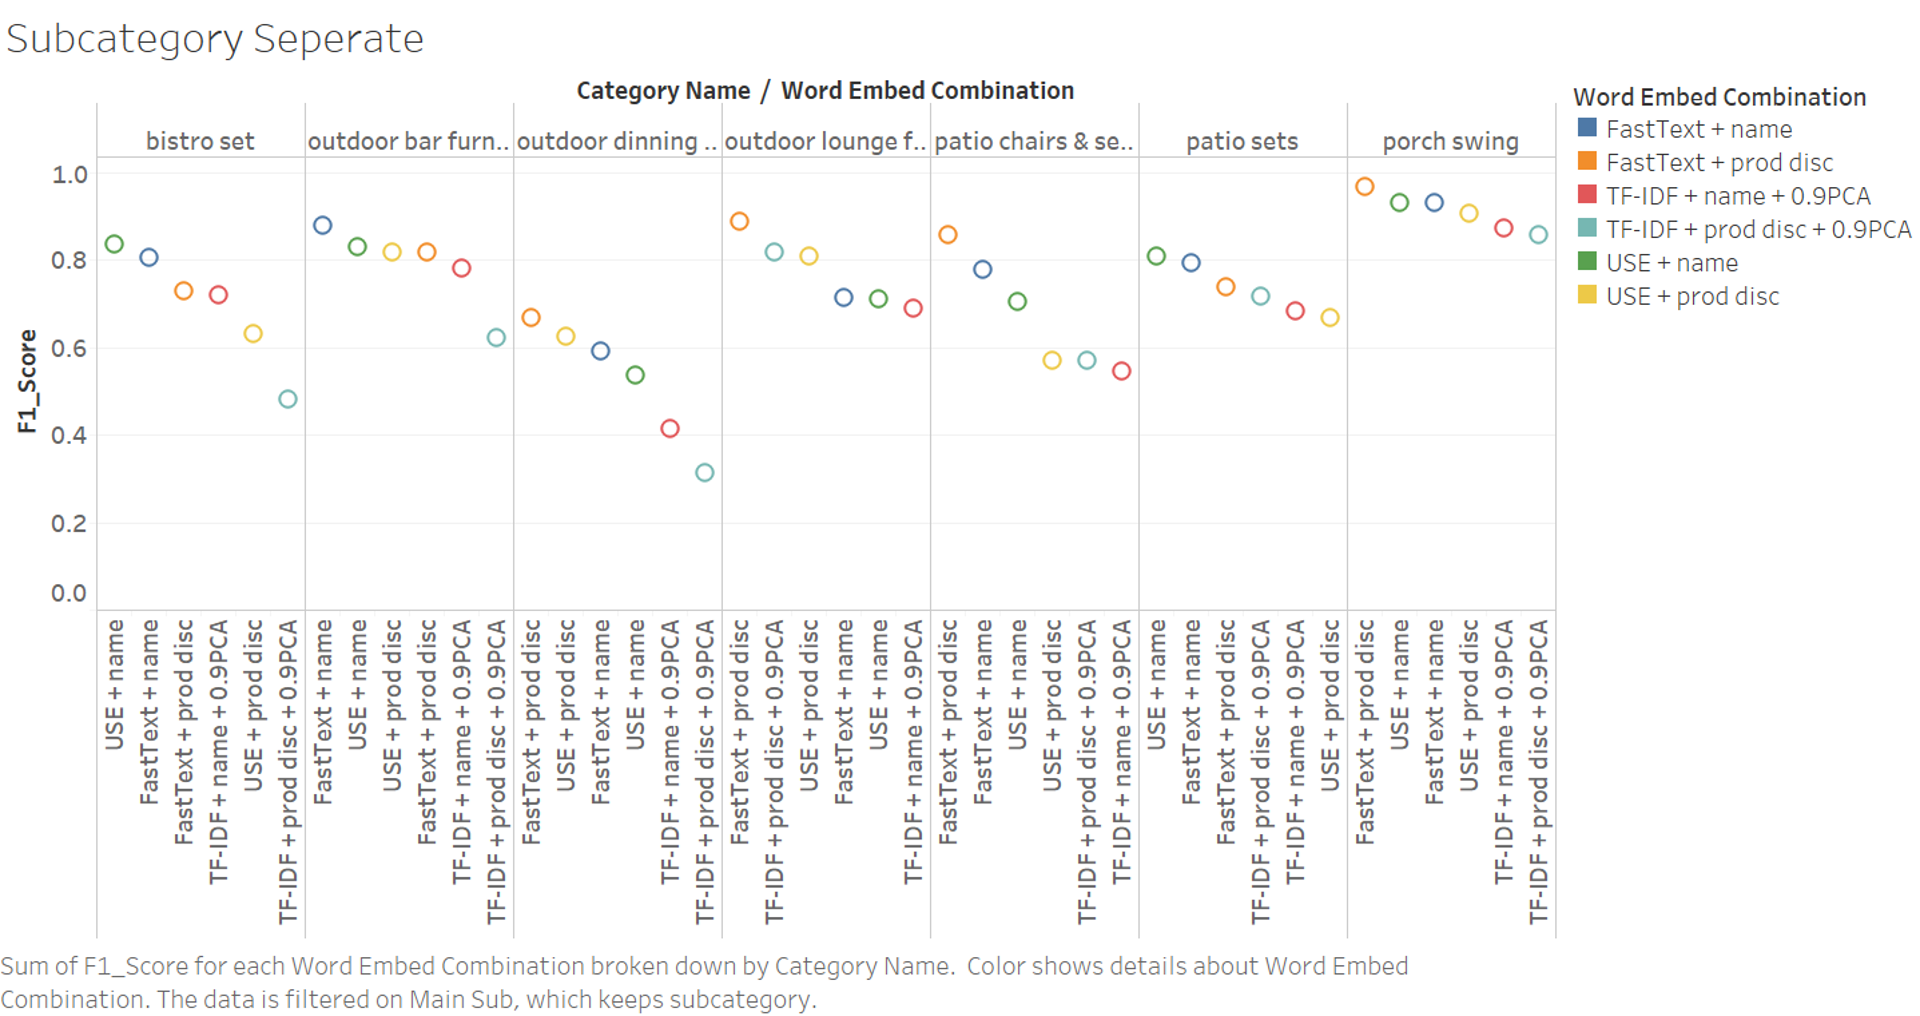 Subcategory Seperate
Category Name / Word Embed Combination
bistro set
outdoor bar furn..
outdoor dinning ..
outdoor lounge f..
patio chairs & se..
patio sets
porch swing
Word Embed Combination
FastText + name
FastText + prod disc
TF-IDF + name + 0.9PCA
TF-IDF + prod disc + 0.9PCA
USE + name
USE + prod disc
F1_Score
1.0
0.8
0.6
0.4
0.2
0.0
USE + name
FastText + name
FastText + prod disc
TF-IDF + name + 0.9PCA
USE + prod disc
TF-IDF + prod disc + 0.9PCA
FastText + name
USE + name
USE + prod disc
FastText + prod disc
TF-IDF + name + 0.9PCA
TF-IDF + prod disc + 0.9PCA
FastText + prod disc
USE + prod disc
FastText + name
USE + name
TF-IDF + name + 0.9PCA
TF-IDF + prod disc + 0.9PCA
FastText + prod disc
TF-IDF + prod disc + 0.9PCA
USE + prod disc
FastText + name
USE + name
TF-IDF + name + 0.9PCA
FastText + prod disc
FastText + name
USE + name
USE + prod disc
TF-IDF + prod disc + 0.9PCA
TF-IDF + name + 0.9PCA
USE + name
FastText + name
FastText + prod disc
TF-IDF + prod disc + 0.9PCA
TF-IDF + name + 0.9PCA
USE + prod disc
FastText + prod disc
USE + name
FastText + name
USE + prod disc
TF-IDF + name + 0.9PCA
TF-IDF + prod disc + 0.9PCA
Sum of F1_Score for each Word Embed Combination broken down by Category Name. Color shows details about Word Embed
Combination. The data is filtered on Main Sub, which keeps subcategory.